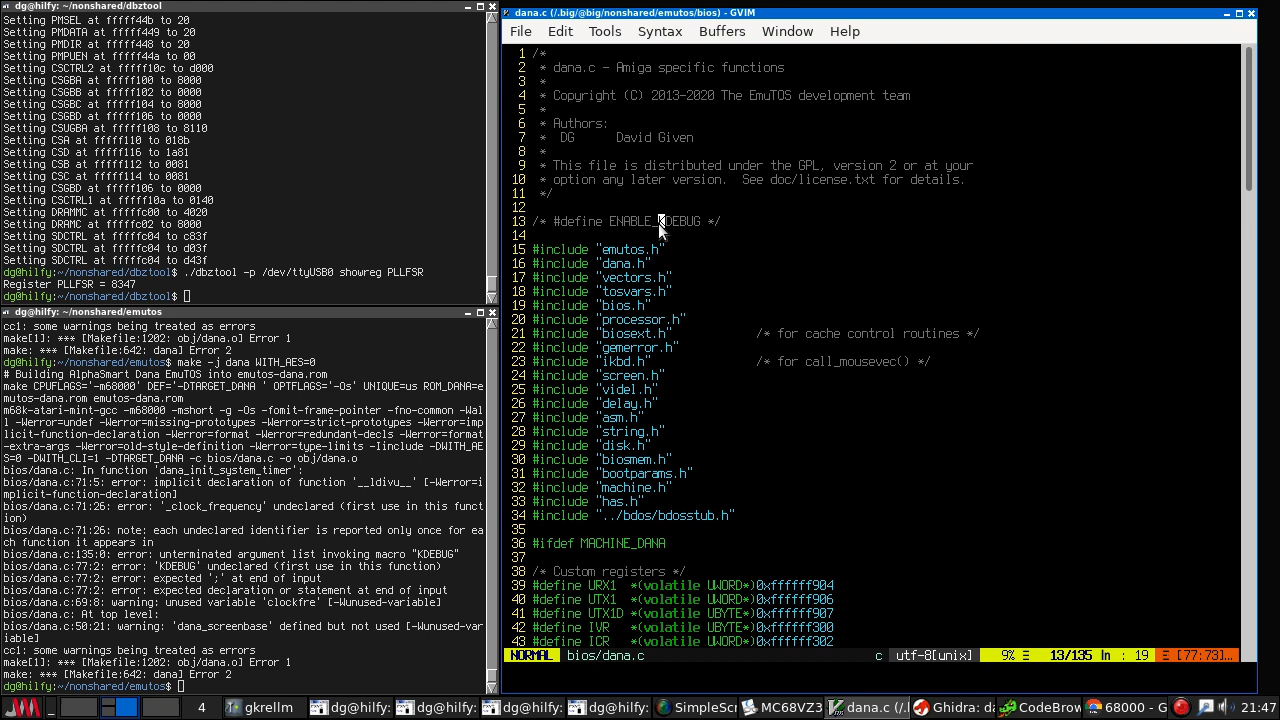 dg@hilfy: ~/nonshared/dbztool
Setting PMSEL at fffff44b to 20
Setting PMDATA at fffff449 to 20
Setting PMDIR at fffff448 to 20
Setting PMPUEN at fffff44a to 00
Setting CSCTRL2 at fffff10c to d000
Setting CSGBA at fffff100 to 8000
Setting CSGBB at fffff102 to 0000
Setting CSGBC at fffff104 to 8000
Setting CSGBD at fffff106 to 0000
Setting CSUGBA at fffff108 to 8110
Setting CSA at fffff110 to 018b
Setting CSD at fffff116 to 1a81
Setting CSB at fffff112 to 0081
Setting CSC at fffff114 to 0081
Setting CSGBD at fffff106 to 0000
Setting CSCTRL1 at fffff10a to 0140
Setting DRAMMC at fffffc00 to 4020
Setting DRAMC at fffffc02 to 8000
Setting SDCTRL at fffffc04 to c83f
Setting SDCTRL at fffffc04 to d43f
dg@hilfy:~/nonshared/dbztool$ ./dbztool -p /dev/ttyUSB0 showreg PLLFSR
Register PLLFSR = 8347
dg@hilfy:~/nonshared/dbztool$
dg@hilfy: ~/nonshared/emutos
cc1: some warnings being treated as errors
make[1]: *** [Makefile:1202: obj/dana.o] Error 1
make: *** [Makefile:642: dana] Error 2
dg@hilfy:~/nonshared/emutos$ make -j dana WITH_AES=0
# Building AlphaSmart Dana EmuTOS into emutos-dana.rom
make CPUFLAGS='-m68000' DEF='-DTARGET_DANA ' OPTFLAGS='-Os' UNIQUE=us ROM_DANA=e
mutos-dana.rom emutos-dana.rom
m68k-atari-mint-gcc -m68000 -mshort -g -Os -fomit-frame-pointer -fno-common -Wal
l -Werror=undef -Werror=missing-prototypes -Werror=strict-prototypes -Werror=imp
licit-function-declaration -Werror=format -Werror=redundant-decls -Werror=format
-extra-args -Werror=old-style-definition -Werror=type-limits -Iinclude -DWITH_AE
S=0 -DWITH_CLI=1 -DTARGET_DANA -c bios/dana.c -o obj/dana.o
bios/dana.c: In function 'dana_init_system_timer':
bios/dana.c:71:5: error: implicit declaration of function '__ldivu__' [-Werror=i
mplicit-function-declaration]
bios/dana.c:71:26: error: '_clock_frequency' undeclared (first use in this funct
ion)
bios/dana.c:71:26: note: each undeclared identifier is reported only once for ea
ch function it appears in
bios/dana.c:135:0: error: unterminated argument list invoking macro "KDEBUG"
bios/dana.c:77:2: error: 'KDEBUG' undeclared (first use in this function)
bios/dana.c:77:2: error: expected ';' at end of input
bios/dana.c:77:2: error: expected declaration or statement at end of input
bios/dana.c:69:8: warning: unused variable 'clockfre' [-Wunused-variable]
bios/dana.c: At top level:
bios/dana.c:50:21: warning: 'dana_screenbase' defined but not used [-Wunused-var
iable]
cc1: some warnings being treated as errors
make[1]: *** [Makefile:1202: obj/dana.o] Error 1
make: *** [Makefile:642: dana] Error 2
dg@hilfy:~/nonshared/emutos$
dana.c (/.big/@big/nonshared/emutos/bios) - GVIM
File Edit Tools Syntax Buffers Window Help
1 /*
2 * dana.c - Amiga specific functions
3 *
4 * Copyright (C) 2013-2020 The EmuTOS development team
5 *
6 * Authors:
7 * DG David Given
8 *
9 * This file is distributed under the GPL, version 2 or at your
10 * option any later version. See doc/license.txt for details.
11 */
12
13 /* #define ENABLE_KDEBUG */
14
15 #include "emutos.h"
16 #include "dana.h"
17 #include "vectors.h"
18 #include "tosvars.h"
19 #include "bios.h"
20 #include "processor.h"
21 #include "biosext.h" /* for cache control routines */
22 #include "gemerror.h"
23 #include "ikbd.h" /* for call_mousevec() */
24 #include "screen.h"
25 #include "videl.h"
26 #include "delay.h"
27 #include "asm.h"
28 #include "string.h"
29 #include "disk.h"
30 #include "biosmem.h"
31 #include "bootparams.h"
32 #include "machine.h"
33 #include "has.h"
34 #include "../bdos/bdosstub.h"
35
36 #ifdef MACHINE_DANA
37
38 /* Custom registers */
39 #define URX1 *(volatile UWORD*)0xffffff904
40 #define UTX1 *(volatile UWORD*)0xffffff906
41 #define UTX1D *(volatile UBYTE*)0xffffff907
42 #define IVR *(volatile UBYTE*)0xffffff300
43 #define ICR *(volatile UWORD*)0xffffff302
NORMAL bios/dana.c c utf-8[unix] 9% Ξ 13/135 ln : 19 Ξ [77:73]…
4 gkrellm dg@hilfy: dg@hilfy: dg@hilfy: dg@hilfy: SimpleScr MC68VZ3 dana.c (/. Ghidra: da CodeBrow 68000 - G 21:47